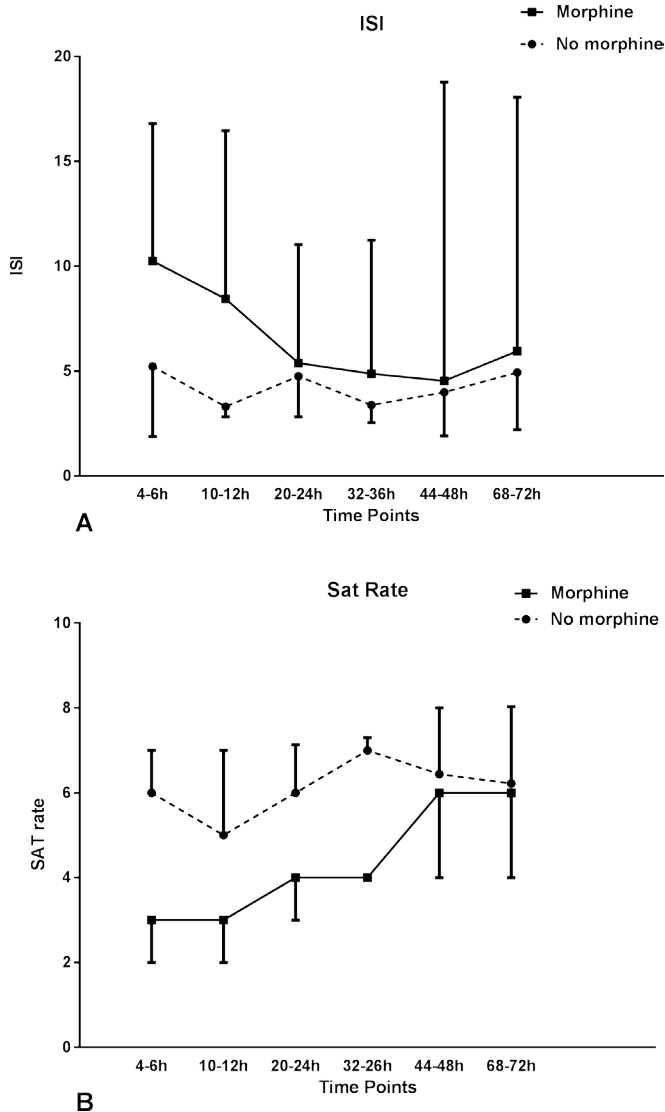 ISI
Morphine
No morphine
20
15
10
5
0
ISI
4-6h 10-12h 20-24h 32-36h 44-48h 68-72h
Time Points
A
Sat Rate
Morphine
No morphine
10
8
6
4
2
0
SAT rate
4-6h 10-12h 20-24h 32-26h 44-48h 68-72h
Time Points
B